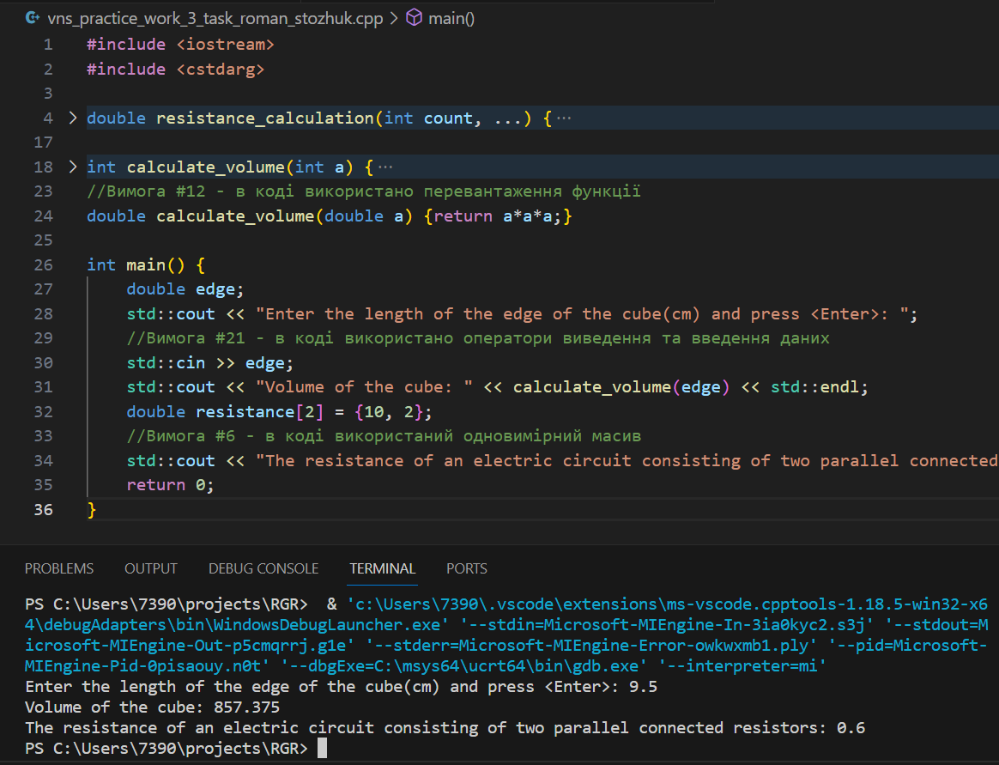 vns_practice_work_3_task_roman_stozhuk.cpp > main()
1 #include <iostream>
2 #include <cstdarg>
3
4 > double resistance_calculation(int count, ...) {···
17
18 > int calculate_volume(int a) {···
23 //Вимога #12 - в коді використано перевантаження функції
24 double calculate_volume(double a) {return a*a*a;}
25
26 int main() {
27     double edge;
28     std::cout << "Enter the length of the edge of the cube(cm) and press <Enter>: ";
29     //Вимога #21 - в коді використано оператори виведення та введення даних
30     std::cin >> edge;
31     std::cout << "Volume of the cube: " << calculate_volume(edge) << std::endl;
32     double resistance[2] = {10, 2};
33     //Вимога #6 - в коді використаний одновимірний масив
34     std::cout << "The resistance of an electric circuit consisting of two parallel connected
35     return 0;
36 }
PROBLEMS OUTPUT DEBUG CONSOLE TERMINAL PORTS
PS C:\Users\7390\projects\RGR>  & 'c:\Users\7390\.vscode\extensions\ms-vscode.cpptools-1.18.5-win32-x6
4\debugAdapters\bin\WindowsDebugLauncher.exe' '--stdin=Microsoft-MIEngine-In-3ia0kyc2.s3j' '--stdout=M
icrosoft-MIEngine-Out-p5cmqrrj.g1e' '--stderr=Microsoft-MIEngine-Error-owkwxmb1.ply' '--pid=Microsoft-
MIEngine-Pid-0pisaouy.n0t' '--dbgExe=C:\msys64\ucrt64\bin\gdb.exe' '--interpreter=mi'
Enter the length of the edge of the cube(cm) and press <Enter>: 9.5
Volume of the cube: 857.375
The resistance of an electric circuit consisting of two parallel connected resistors: 0.6
PS C:\Users\7390\projects\RGR>